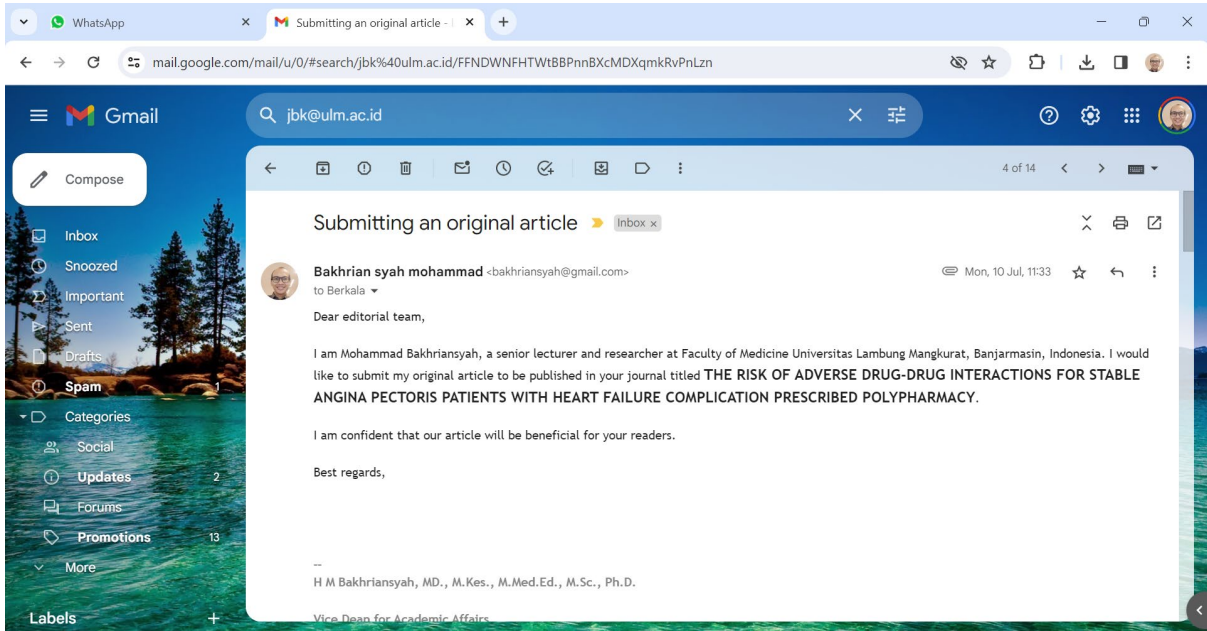 WhatsApp
Submitting an original article -
mail.google.com/mail/u/0/#search/jbk%40ulm.ac.id/FFNDWNFHTWtBBPnnBXcMDXqmkRvPnLzn
Gmail
jbk@ulm.ac.id
Compose
4 of 14
Inbox
Snoozed
Important
Sent
Drafts
Spam 1
Categories
Social
Updates 2
Forums
Promotions 13
More
Labels
Submitting an original article Inbox x
Bakhrian syah mohammad <bakhriansyah@gmail.com> Mon, 10 Jul, 11:33
to Berkala
Dear editorial team,
I am Mohammad Bakhriansyah, a senior lecturer and researcher at Faculty of Medicine Universitas Lambung Mangkurat, Banjarmasin, Indonesia. I would
like to submit my original article to be published in your journal titled THE RISK OF ADVERSE DRUG-DRUG INTERACTIONS FOR STABLE
ANGINA PECTORIS PATIENTS WITH HEART FAILURE COMPLICATION PRESCRIBED POLYPHARMACY.
I am confident that our article will be beneficial for your readers.
Best regards,
--
H M Bakhriansyah, MD., M.Kes., M.Med.Ed., M.Sc., Ph.D.
Vice Dean for Academic Affairs